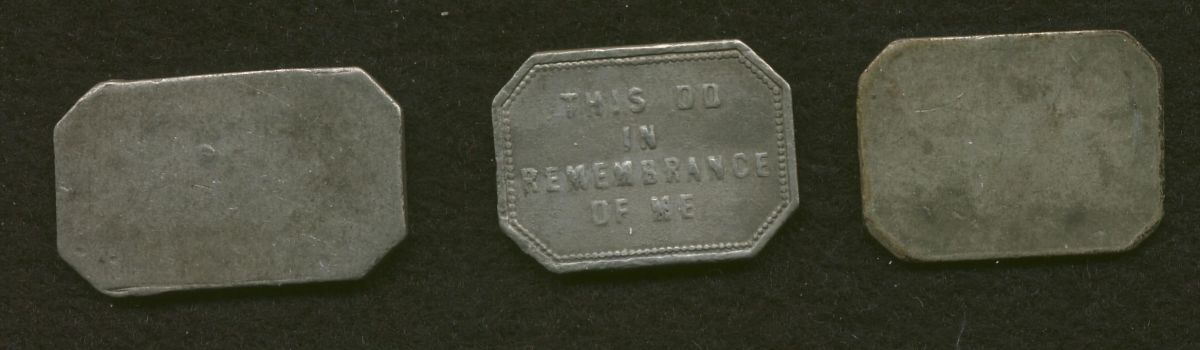 THIS DO
IN
REMEMBRANCE
OF ME